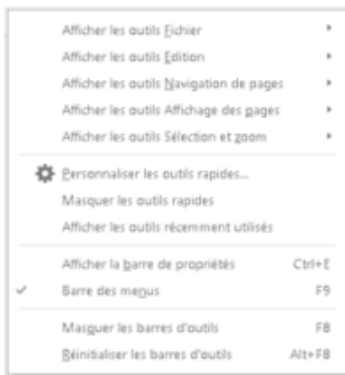 Afficher les outils Fichier
Afficher les outils Edition
Afficher les outils Navigation de pages
Afficher les outils Affichage des pages
Afficher les outils Sélection et zoom
Personnaliser les outils rapides...
Masquer les outils rapides
Afficher les outils récemment utilisés
Afficher la barre de propriétés Ctrl+E
Barre des menus F9
Masquer les barres d'outils F8
Réinitialiser les barres d'outils Alt+F8